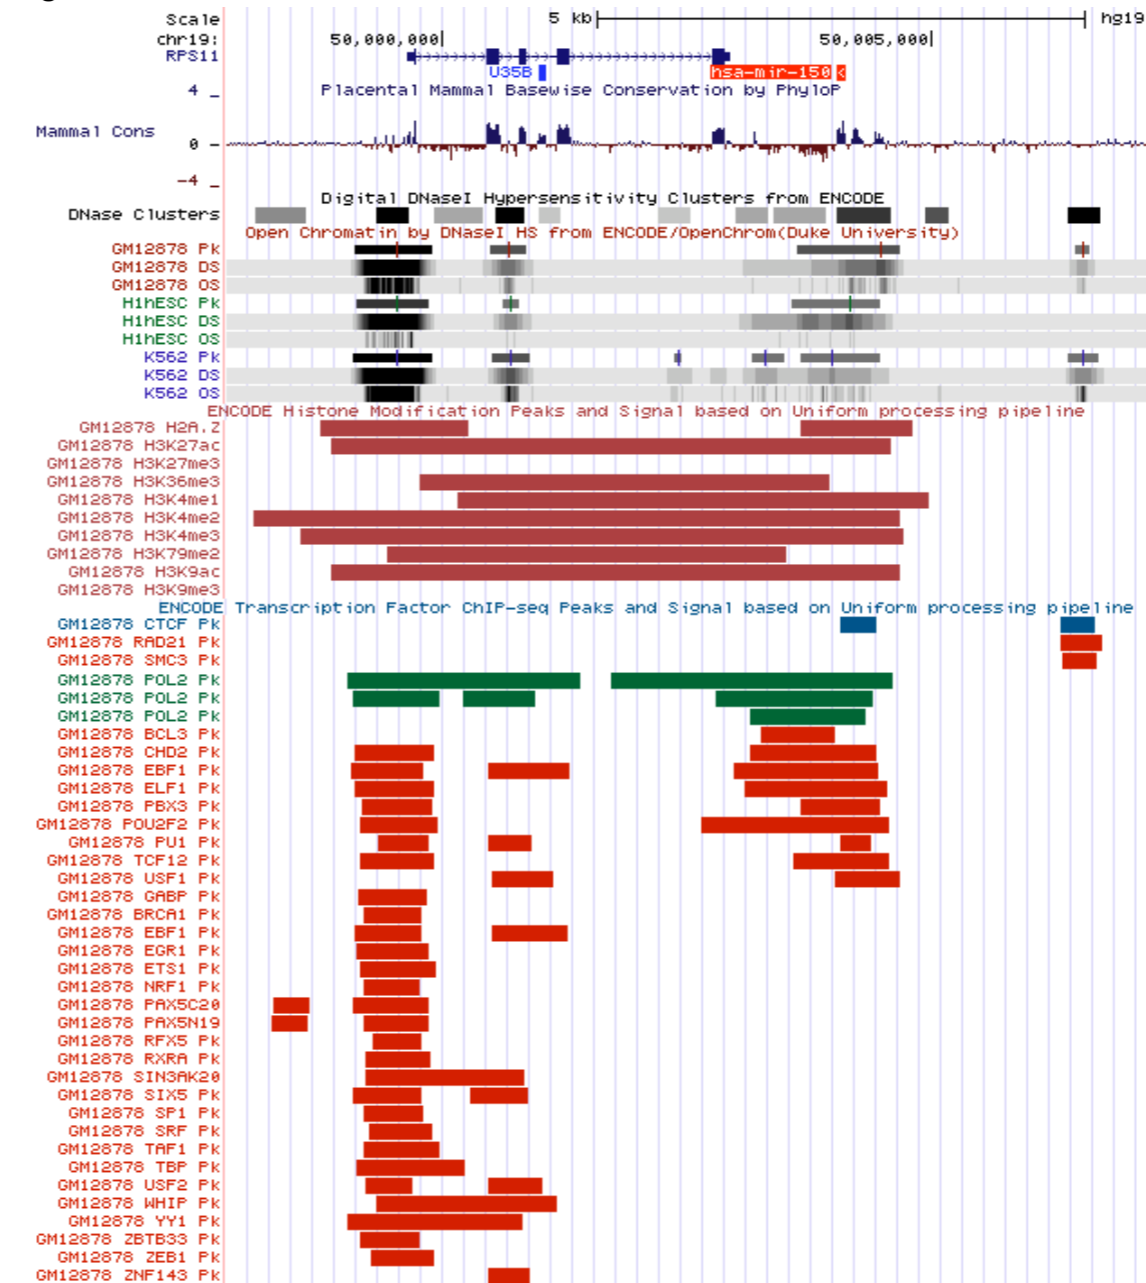 Scale 5 kb hg19
chr19: 50,000,000 50,005,000
RPS11
U35B hsa-mir-150
4 _ Placental Mammal Basewise Conservation by PhyloP
Mammal Cons
0 -
-4 _
Digital DNaseI Hypersensitivity Clusters from ENCODE
DNase Clusters
Open Chromatin by DNaseI HS from ENCODE/OpenChrom(Duke University)
GM12878 Pk
GM12878 DS
GM12878 OS
H1hESC Pk
H1hESC DS
H1hESC OS
K562 Pk
K562 DS
K562 OS
ENCODE Histone Modification Peaks and Signal based on Uniform processing pipeline
GM12878 H2A.Z
GM12878 H3K27ac
GM12878 H3K27me3
GM12878 H3K36me3
GM12878 H3K4me1
GM12878 H3K4me2
GM12878 H3K4me3
GM12878 H3K79me2
GM12878 H3K9ac
GM12878 H3K9me3
ENCODE Transcription Factor ChIP-seq Peaks and Signal based on Uniform processing pipeline
GM12878 CTCF Pk
GM12878 RAD21 Pk
GM12878 SMC3 Pk
GM12878 POL2 Pk
GM12878 POL2 Pk
GM12878 POL2 Pk
GM12878 BCL3 Pk
GM12878 CHD2 Pk
GM12878 EBF1 Pk
GM12878 ELF1 Pk
GM12878 PBX3 Pk
GM12878 POU2F2 Pk
GM12878 PU1 Pk
GM12878 TCF12 Pk
GM12878 USF1 Pk
GM12878 GABP Pk
GM12878 BRCA1 Pk
GM12878 EBF1 Pk
GM12878 EGR1 Pk
GM12878 ETS1 Pk
GM12878 NRF1 Pk
GM12878 PAX5C20
GM12878 PAX5N19
GM12878 RFX5 Pk
GM12878 RXRA Pk
GM12878 SIN3AK20
GM12878 SIX5 Pk
GM12878 SP1 Pk
GM12878 SRF Pk
GM12878 TAF1 Pk
GM12878 TBP Pk
GM12878 USF2 Pk
GM12878 WHIP Pk
GM12878 YY1 Pk
GM12878 ZBTB33 Pk
GM12878 ZEB1 Pk
GM12878 ZNF143 Pk